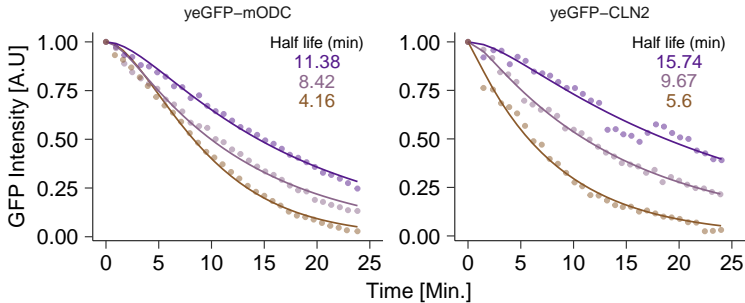 yeGFP−mODC
yeGFP−CLN2
GFP Intensity [A.U]
1.00
0.75
0.50
0.25
0.00
Half life (min)
11.38
8.42
4.16
0 5 10 15 20 25
1.00
0.75
0.50
0.25
0.00
Half life (min)
15.74
9.67
5.6
0 5 10 15 20 25
Time [Min.]